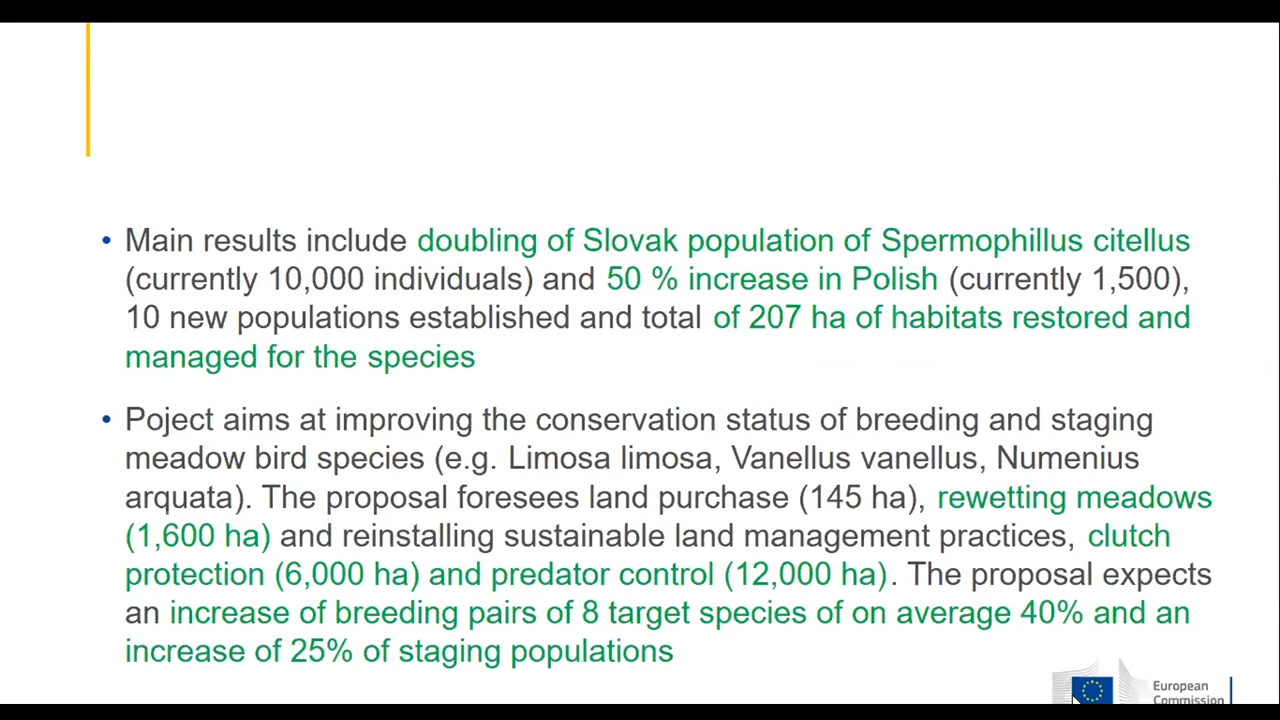 • Main results include doubling of Slovak population of Spermophillus citellus
(currently 10,000 individuals) and 50 % increase in Polish (currently 1,500),
10 new populations established and total of 207 ha of habitats restored and
managed for the species
• Poject aims at improving the conservation status of breeding and staging
meadow bird species (e.g. Limosa limosa, Vanellus vanellus, Numenius
arquata). The proposal foresees land purchase (145 ha), rewetting meadows
(1,600 ha) and reinstalling sustainable land management practices, clutch
protection (6,000 ha) and predator control (12,000 ha). The proposal expects
an increase of breeding pairs of 8 target species of on average 40% and an
increase of 25% of staging populations
European
Commission